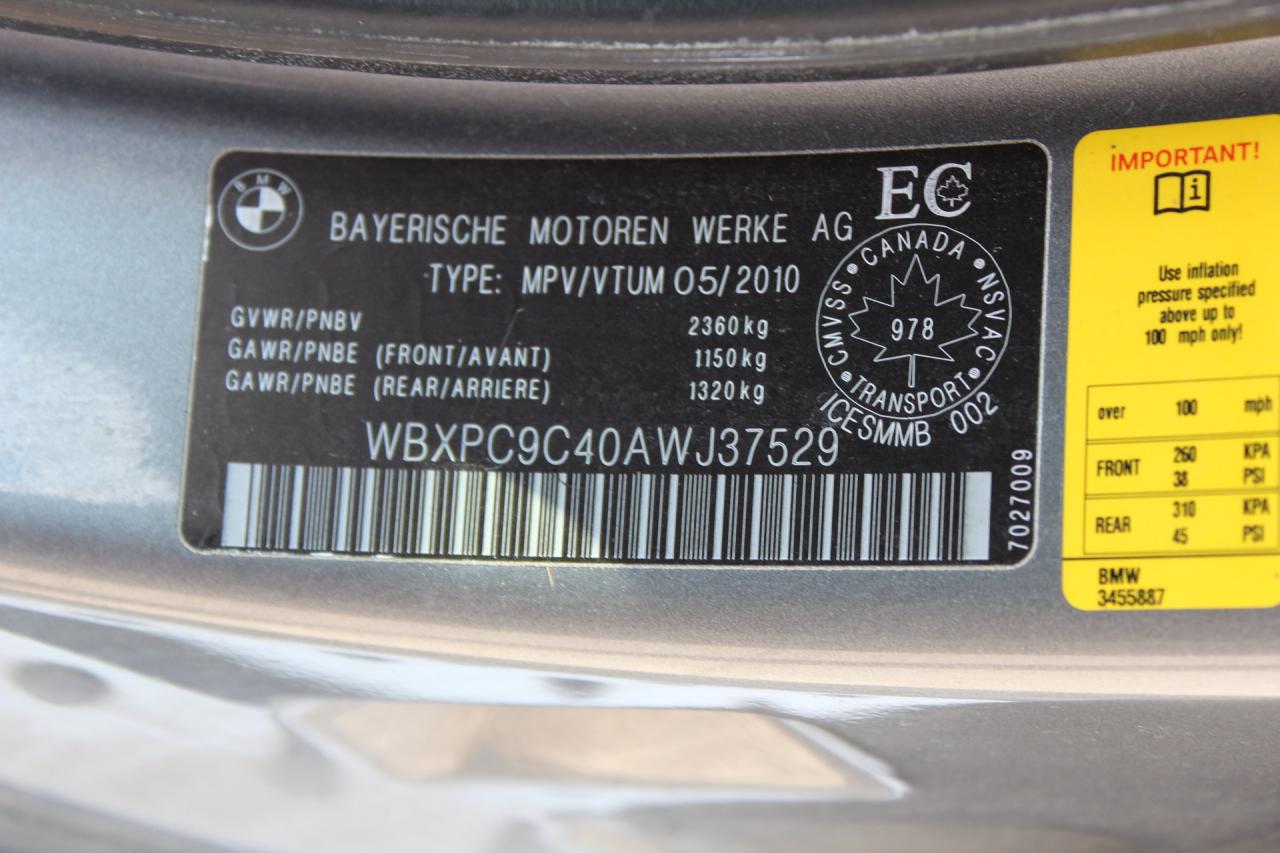 BMW
BAYERISCHE MOTOREN WERKE AG
TYPE: MPV/VTUM 05/2010
GVWR/PNBV 2360kg
GAWR/PNBE (FRONT/AVANT) 1150kg
GAWR/PNBE (REAR/ARRIERE) 1320kg
WBXPC9C40AWJ37529
EC
CANADA
CMVSS
978
NSVAC
TRANSPORT
ICESMMB 002
7027009
IMPORTANT!
i
Use inflation
pressure specified
above up to
100 mph only!
over 100 mph
FRONT 260 KPA
38 PSI
REAR 310 KPA
45 PSI
BMW
3455887